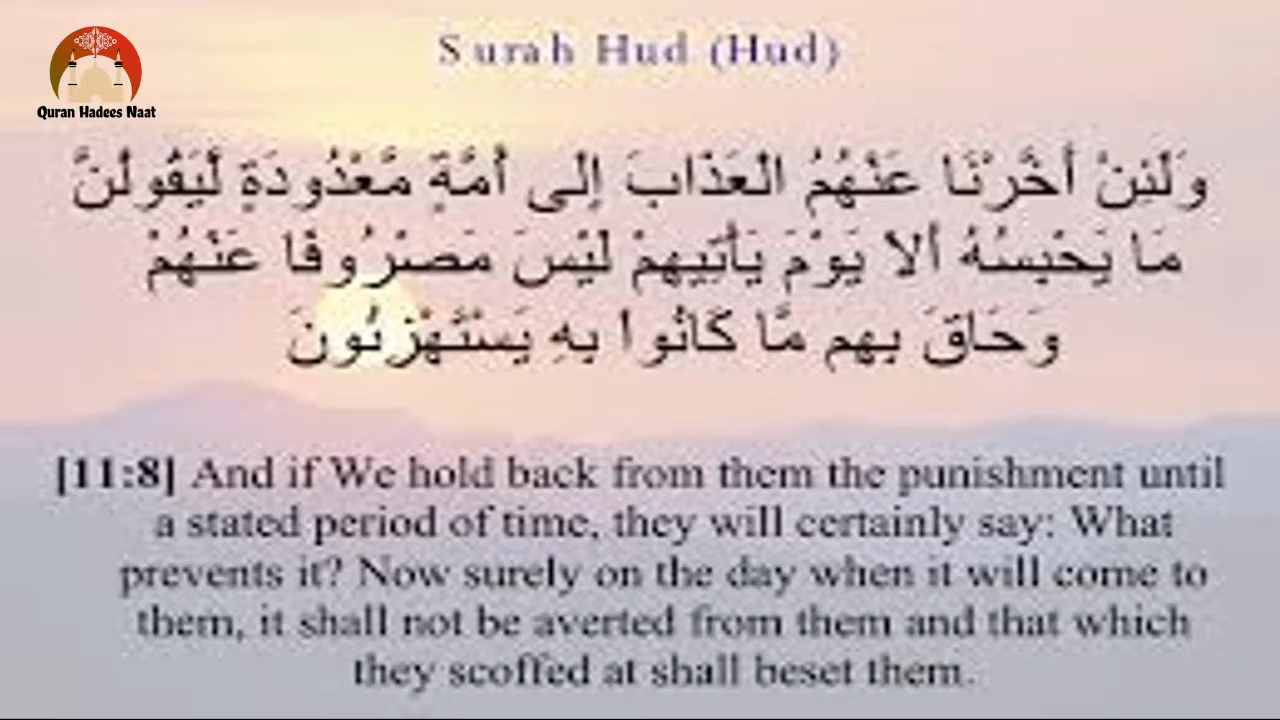 Quran Hadees Naat
Surah Hud (Hud)
وَلَئِنْ أَخَّرْنَا عَنْهُمُ الْعَذَابَ إِلَى أُمَّةٍ مَّعْدُودَةٍ لَّيَقُولُنَّ
مَا يَحْبِسُهُ أَلَا يَوْمَ يَأْتِيهِمْ لَيْسَ مَصْرُوفًا عَنْهُمْ
وَحَاقَ بِهِم مَّا كَانُوا بِهِ يَسْتَهْزِئُونَ
[11:8] And if We hold back from them the punishment until
a stated period of time, they will certainly say: What
prevents it? Now surely on the day when it will come to
them, it shall not be averted from them and that which
they scoffed at shall beset them.